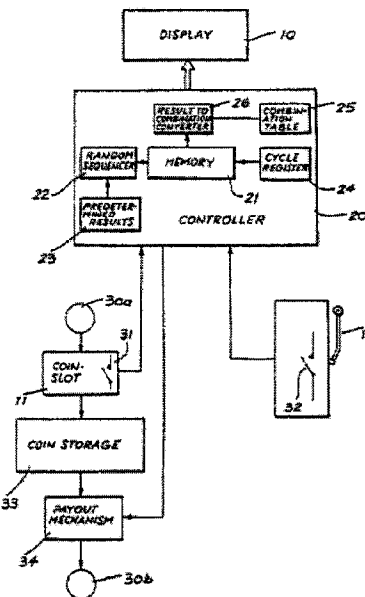 DISPLAY
10
26
25
RESULT TO
COMBINATION
CONVERTER
COMBIN-
ATION
TABLE
RANDOM
SEQUENCER
MEMORY
CYCLE
REGISTER
22
21
24
PREDETER-
MINED
RESULTS
CONTROLLER
20
23
30a
31
COIN-
SLOT
11
32
1
COIN STORAGE
33
PAYOUT
MECHANISM
34
30b